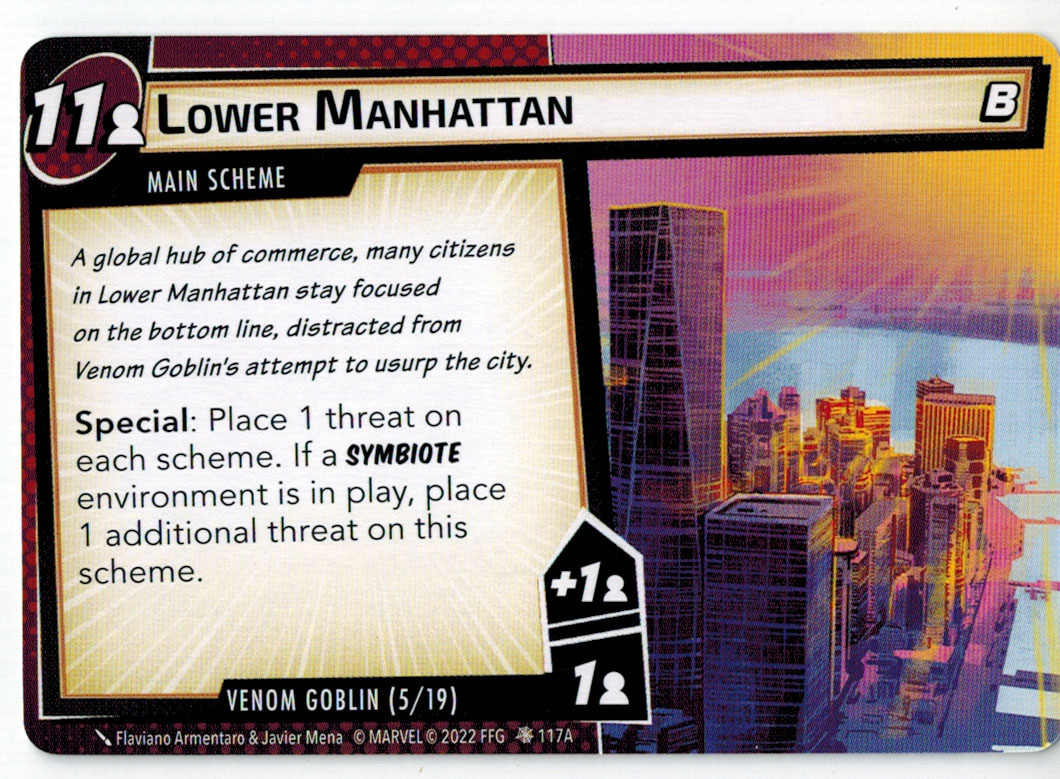 11
LOWER MANHATTAN
B
MAIN SCHEME
A global hub of commerce, many citizens
in Lower Manhattan stay focused
on the bottom line, distracted from
Venom Goblin's attempt to usurp the city.
Special: Place 1 threat on
each scheme. If a SYMBIOTE
environment is in play, place
1 additional threat on this
scheme.
+1
1
VENOM GOBLIN (5/19)
Flaviano Armentaro & Javier Mena © MARVEL © 2022 FFG 117A